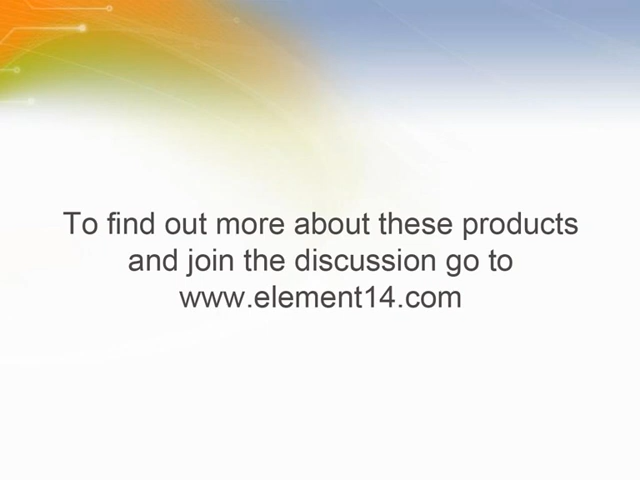 To find out more about these products
and join the discussion go to
www.element14.com